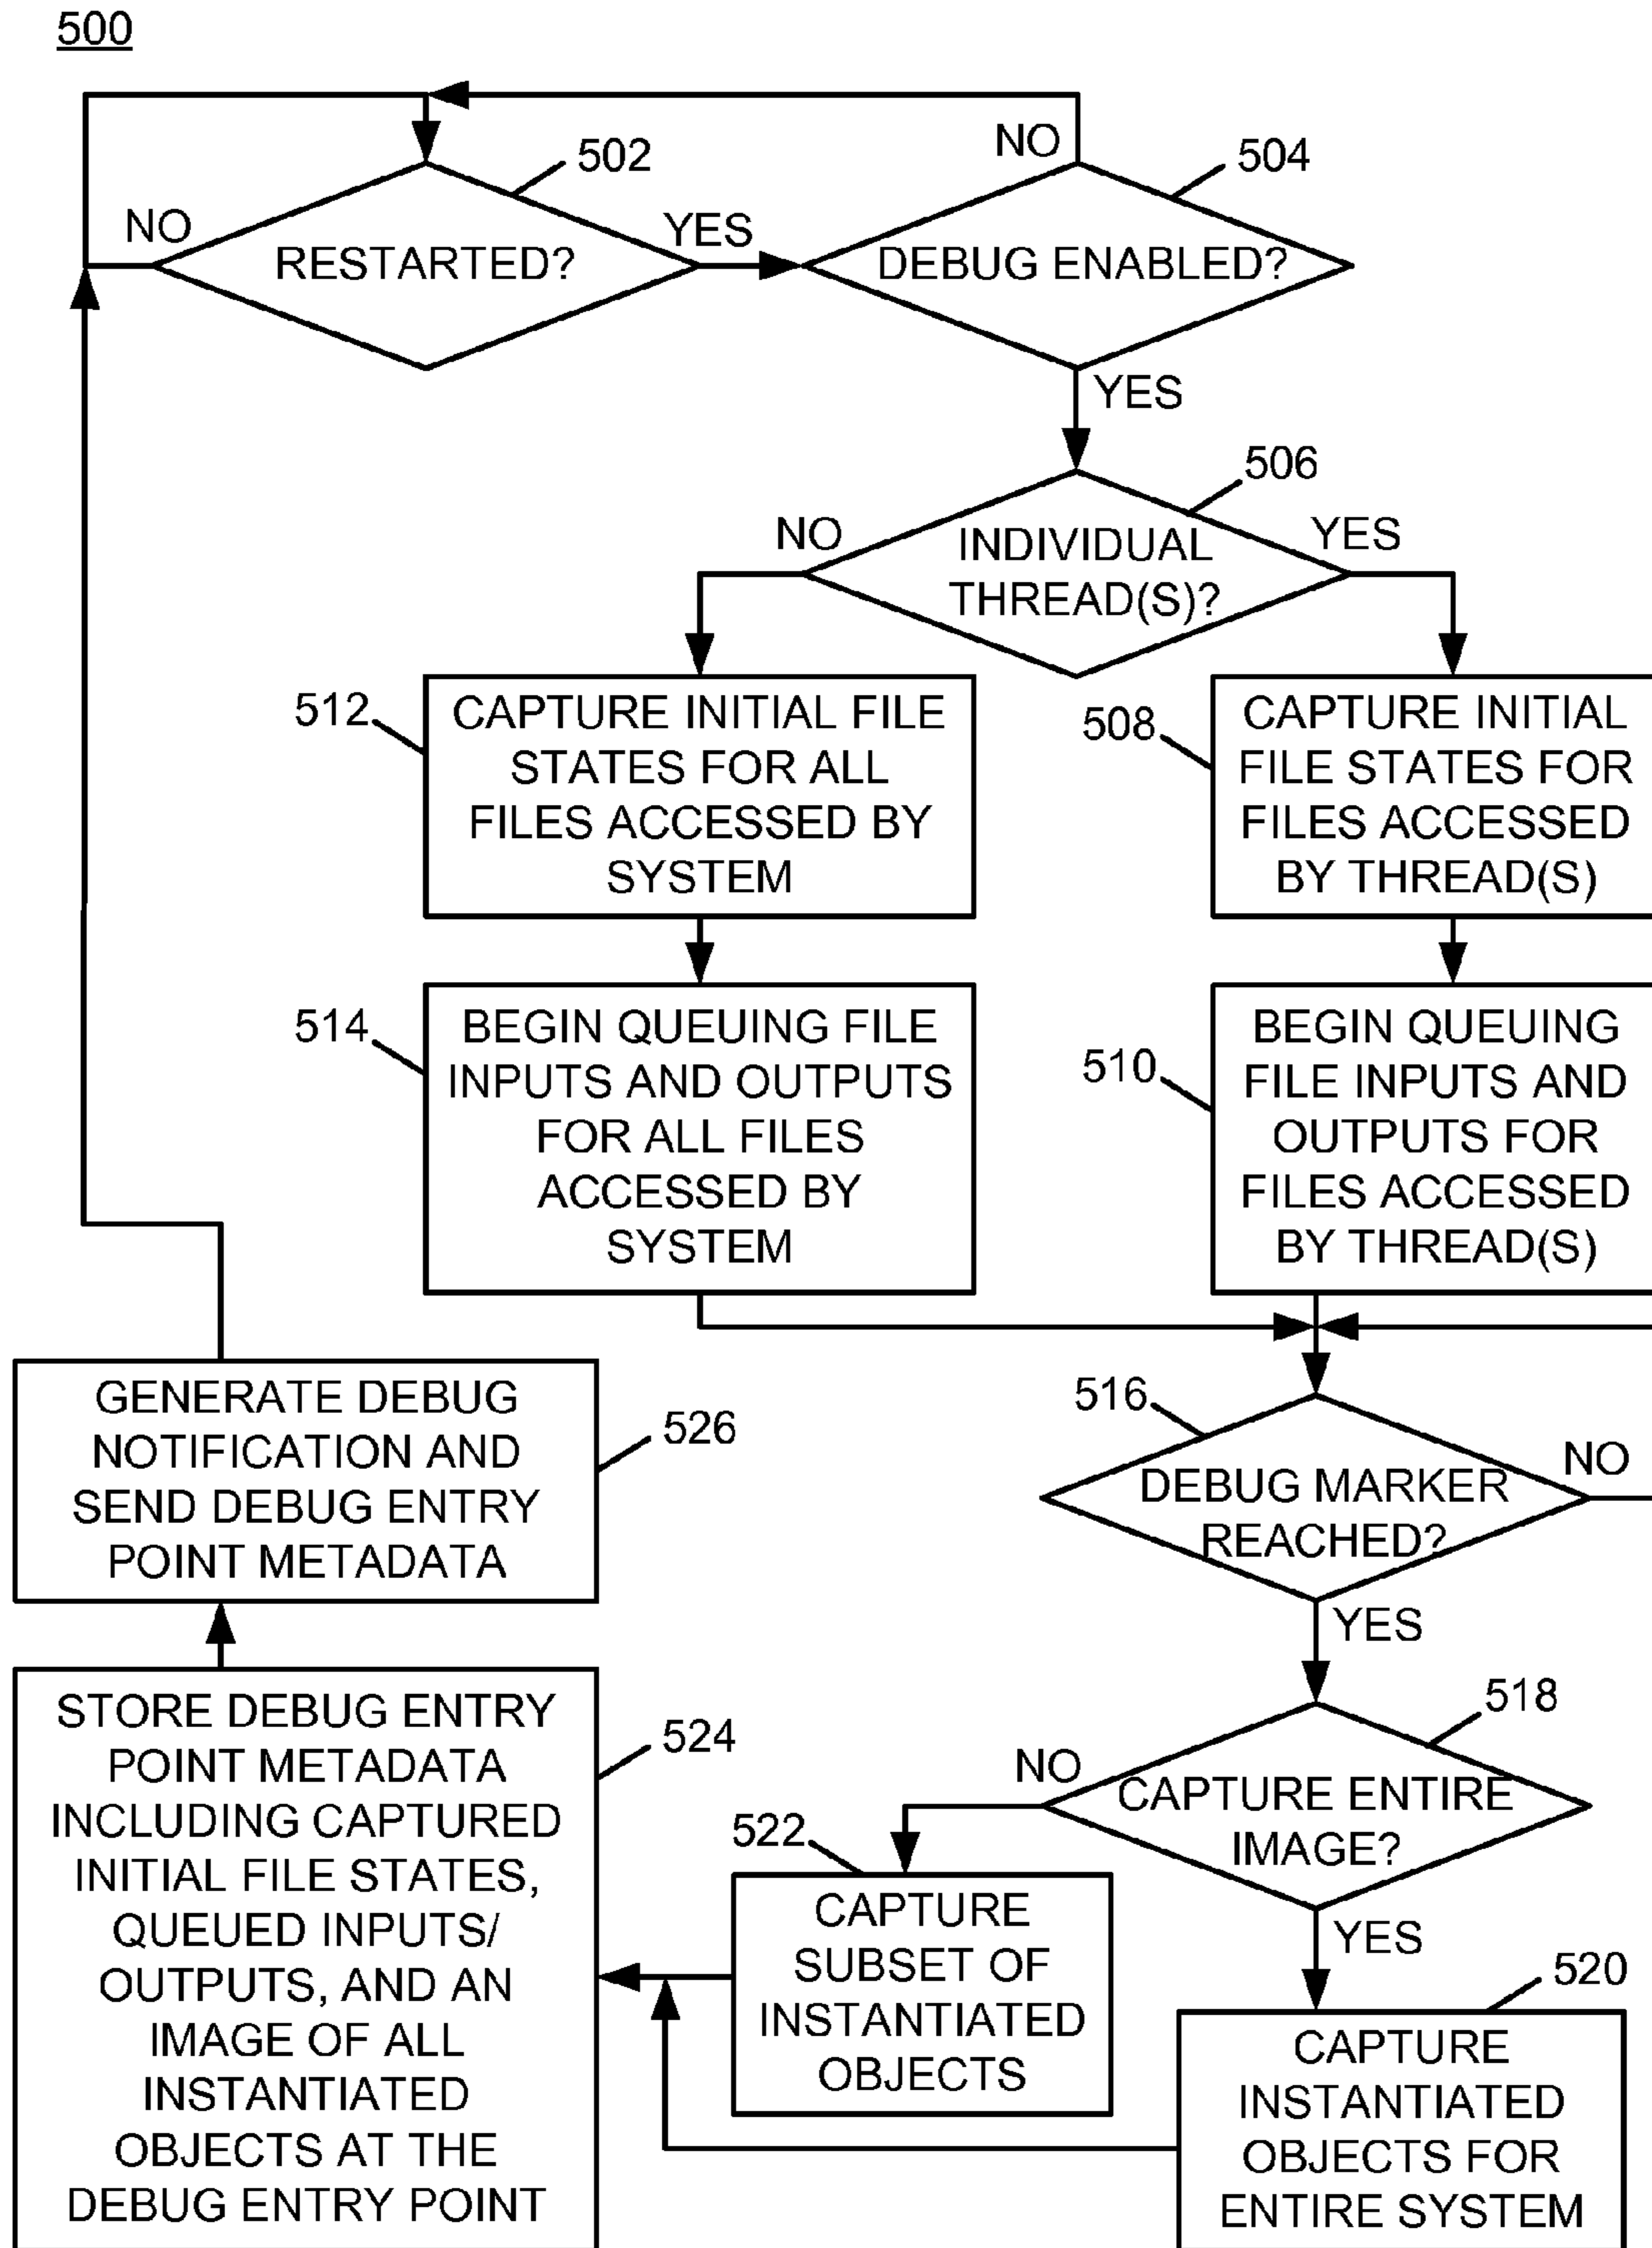 500
502
504
NO
NO
YES
RESTARTED?
DEBUG ENABLED?
YES
506
NO
YES
INDIVIDUAL
THREAD(S)?
512
CAPTURE INITIAL FILE
STATES FOR ALL
FILES ACCESSED BY
SYSTEM
508
CAPTURE INITIAL
FILE STATES FOR
FILES ACCESSED
BY THREAD(S)
514
BEGIN QUEUING FILE
INPUTS AND OUTPUTS
FOR ALL FILES
ACCESSED BY
SYSTEM
510
BEGIN QUEUING
FILE INPUTS AND
OUTPUTS FOR
FILES ACCESSED
BY THREAD(S)
516
NO
DEBUG MARKER
REACHED?
YES
518
NO
CAPTURE ENTIRE
IMAGE?
YES
522
CAPTURE
SUBSET OF
INSTANTIATED
OBJECTS
520
CAPTURE
INSTANTIATED
OBJECTS FOR
ENTIRE SYSTEM
524
STORE DEBUG ENTRY
POINT METADATA
INCLUDING CAPTURED
INITIAL FILE STATES,
QUEUED INPUTS/
OUTPUTS, AND AN
IMAGE OF ALL
INSTANTIATED
OBJECTS AT THE
DEBUG ENTRY POINT
526
GENERATE DEBUG
NOTIFICATION AND
SEND DEBUG ENTRY
POINT METADATA